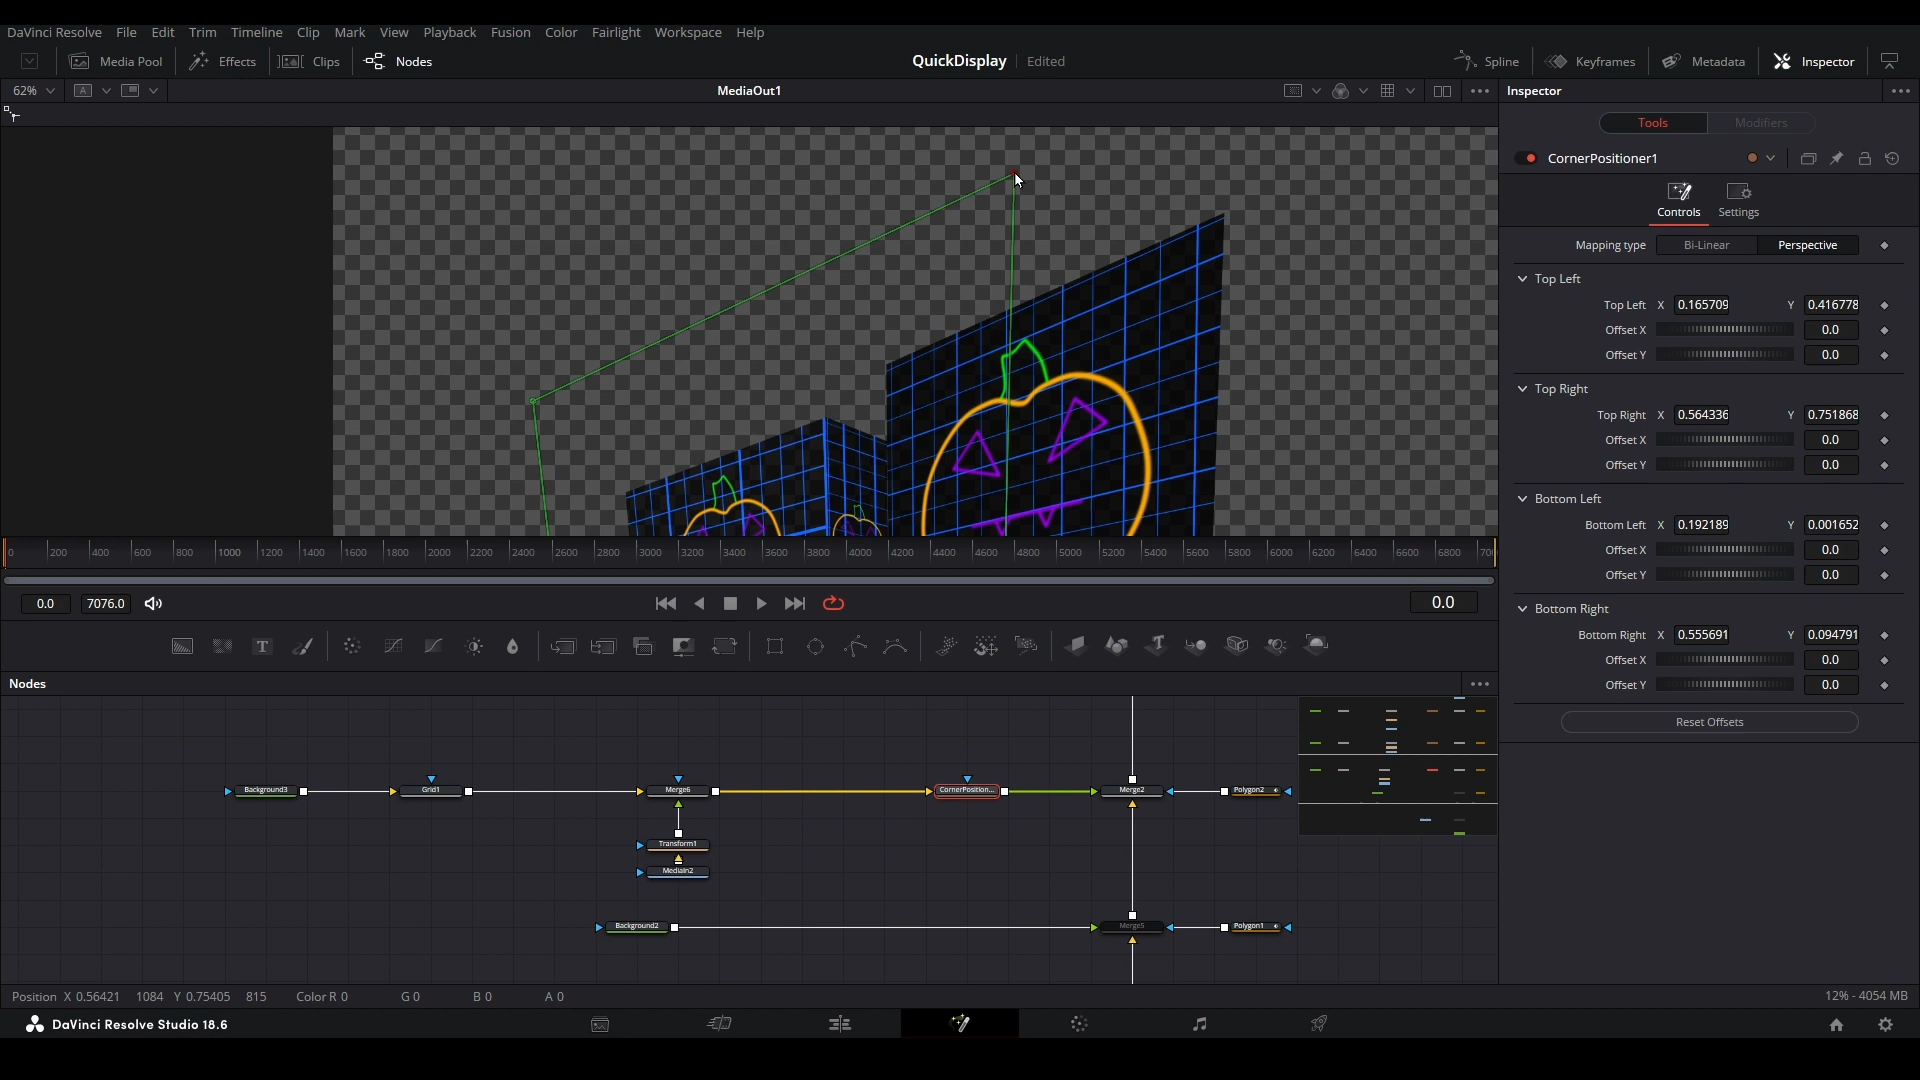 DaVinci Resolve File Edit Trim Timeline Clip Mark View Playback Fusion Color Fairlight Workspace Help
Media Pool Effects Clips Nodes QuickDisplay Edited Spline Keyframes Metadata Inspector
62% A MediaOut1 Inspector
Tools Modifiers
CornerPositioner1
Controls Settings
Mapping type Bi-Linear Perspective
Top Left
Top Left X 0.165709 Y 0.416778
Offset X 0.0
Offset Y 0.0
Top Right
Top Right X 0.564336 Y 0.751868
Offset X 0.0
Offset Y 0.0
Bottom Left
Bottom Left X 0.192189 Y 0.001652
Offset X 0.0
Offset Y 0.0
Bottom Right
Bottom Right X 0.555691 Y 0.094791
Offset X 0.0
Offset Y 0.0
Reset Offsets
0 200 400 600 800 1000 1200 1400 1600 1800 2000 2200 2400 2600 2800 3000 3200 3400 3600 3800 4000 4200 4400 4600 4800 5000 5200 5400 5600 5800 6000 6200 6400 6600 6800 700
0.0 7076.0 0.0
T T
Nodes
Background3 Grid1 Merge6 CornerPosition... Merge2 Polygon2
Transform1
MediaIn2
Background2 Merge5 Polygon1
Position X 0.56421 1084 Y 0.75405 815 Color R 0 G 0 B 0 A 0 12% - 4054 MB
DaVinci Resolve Studio 18.6